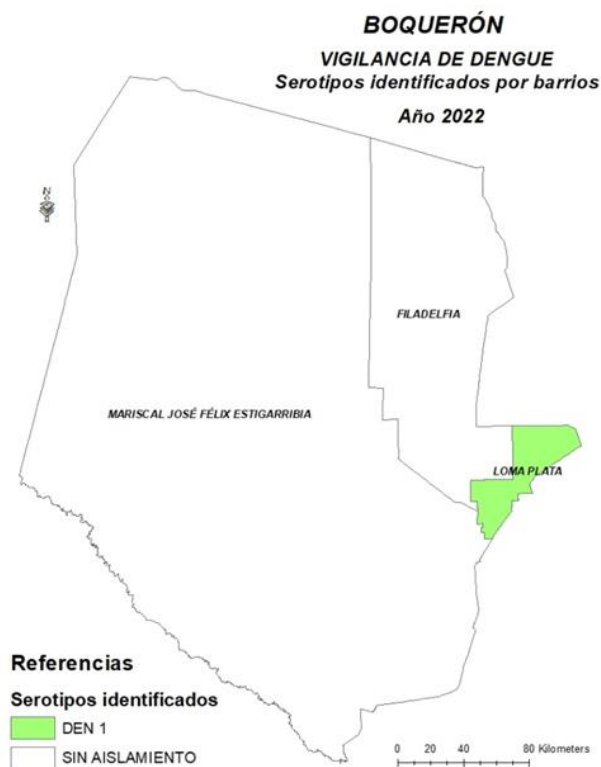 BOQUERÓN
VIGILANCIA DE DENGUE
Serotipos identificados por barrios
Año 2022
N
FILADELFIA
MARISCAL JOSÉ FÉLIX ESTIGARRIBIA
LOMA PLATA
Referencias
Serotipos identificados
DEN 1
SIN AISLAMIENTO
0 20 40 80 Kilometers